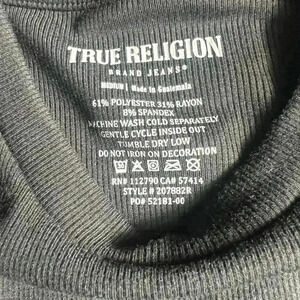 TRUE RELIGION
BRAND JEANS®
MEDIUM | Made in Guatemala
61% POLYESTER 31% RAYON
8% SPANDEX
MACHINE WASH COLD SEPARATELY
GENTLE CYCLE INSIDE OUT
TUMBLE DRY LOW
DO NOT IRON ON DECORATION
RN# 112790 CA# 57414
STYLE # 207882R
PO# 52181-00